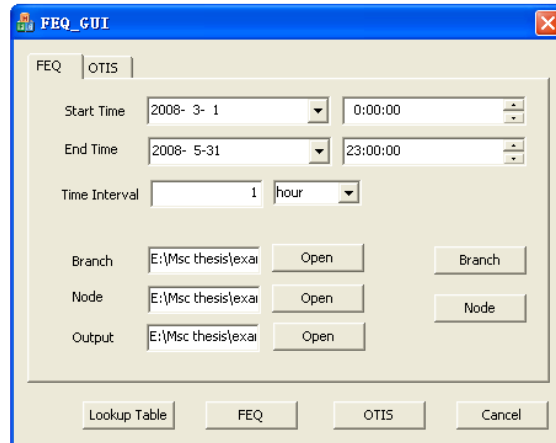 FEQ_GUI
FEQ OTIS
Start Time 2008- 3- 1 0:00:00
End Time 2008- 5-31 23:00:00
Time Interval 1 hour
Branch E:\Msc thesis\exa Open Branch
Node E:\Msc thesis\exa Open Node
Output E:\Msc thesis\exa Open
Lookup Table FEQ OTIS Cancel